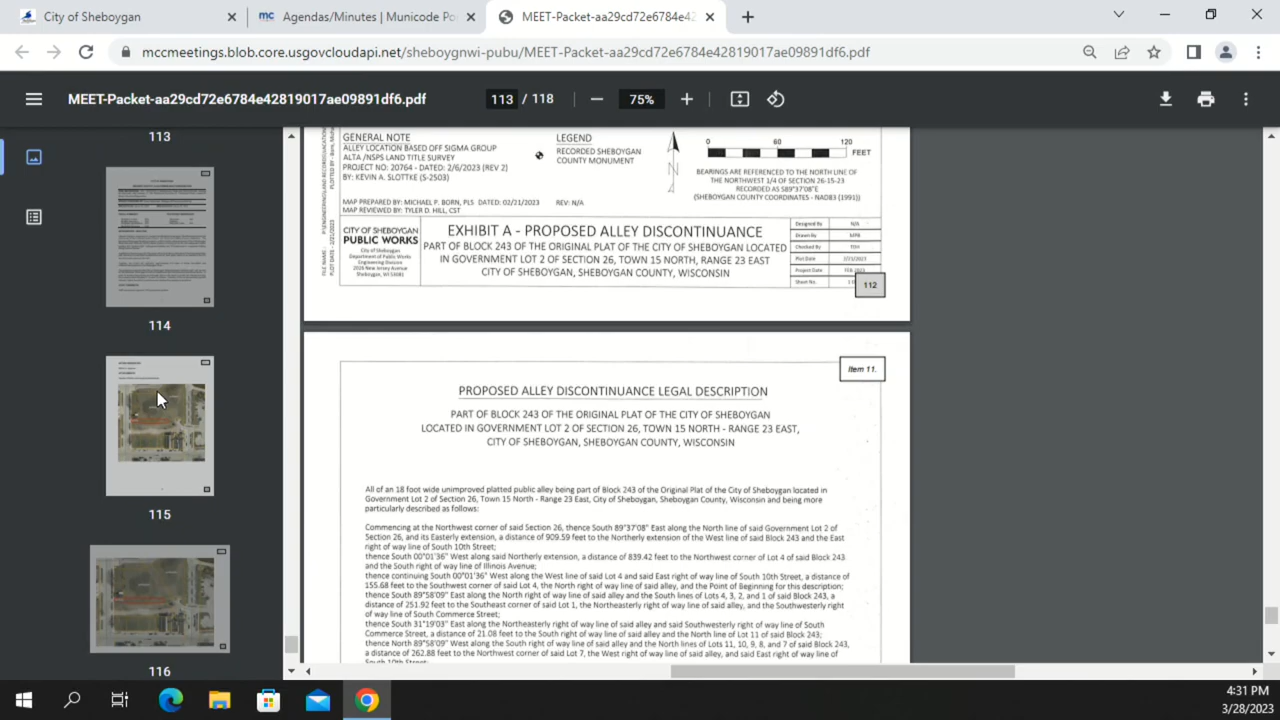 City of Sheboygan
mc Agendas/Minutes | Municode Po
MEET-Packet-aa29cd72e6784e42
mccmeetings.blob.core.usgovcloudapi.net/sheboygnwi-pubu/MEET-Packet-aa29cd72e6784e42819017ae09891df6.pdf
MEET-Packet-aa29cd72e6784e42819017ae09891df6.pdf
113 / 118
75%
113
114
115
116
GENERAL NOTE
ALLEY LOCATION BASED OFF SIGMA GROUP
ALTA /NSPS LAND TITLE SURVEY
PROJECT NO: 20764 - DATED: 2/6/2023 (REV 2)
BY: KEVIN A. SLOTTKE (S-2503)
MAP PREPARED BY: MICHAEL P. BORN, PLS DATED: 02/21/2023 REV: N/A
MAP REVIEWED BY: TYLER D. HILL, CST
LEGEND
RECORDED SHEBOYGAN
COUNTY MONUMENT
N
0 60 120
FEET
BEARINGS ARE REFERENCED TO THE NORTH LINE OF
THE NORTHWEST 1/4 OF SECTION 26-15-23
RECORDED AS S89°37'08"E
(SHEBOYGAN COUNTY COORDINATES - NAD83 (1991))
CITY OF SHEBOYGAN
PUBLIC WORKS
City of Sheboygan
Department of Public Works
Engineering Division
2026 New Jersey Avenue
Sheboygan, WI 53081
EXHIBIT A - PROPOSED ALLEY DISCONTINUANCE
PART OF BLOCK 243 OF THE ORIGINAL PLAT OF THE CITY OF SHEBOYGAN LOCATED
IN GOVERNMENT LOT 2 OF SECTION 26, TOWN 15 NORTH, RANGE 23 EAST
CITY OF SHEBOYGAN, SHEBOYGAN COUNTY, WISCONSIN
Designed By N/A
Drawn By MPB
Checked By TDH
Plot Date 2/21/2023
Project Date FEB 2023
Sheet No. 1
112
Item 11.
PROPOSED ALLEY DISCONTINUANCE LEGAL DESCRIPTION
PART OF BLOCK 243 OF THE ORIGINAL PLAT OF THE CITY OF SHEBOYGAN
LOCATED IN GOVERNMENT LOT 2 OF SECTION 26, TOWN 15 NORTH - RANGE 23 EAST,
CITY OF SHEBOYGAN, SHEBOYGAN COUNTY, WISCONSIN
All of an 18 foot wide unimproved platted public alley being part of Block 243 of the Original Plat of the City of Sheboygan located in
Government Lot 2 of Section 26, Town 15 North - Range 23 East, City of Sheboygan, Sheboygan County, Wisconsin and being more
particularly described as follows:
Commencing at the Northwest corner of said Section 26, thence South 89°37'08" East along the North line of said Government Lot 2 of
Section 26, and its Easterly extension, a distance of 909.59 feet to the Northerly extension of the West line of said Block 243 and the East
right of way line of South 10th Street;
thence South 00°01'36" West along said Northerly extension, a distance of 839.42 feet to the Northwest corner of Lot 4 of said Block 243
and the South right of way line of Illinois Avenue;
thence continuing South 00°01'36" West along the West line of said Lot 4 and said East right of way line of South 10th Street, a distance of
155.68 feet to the Southwest corner of said Lot 4, the North right of way line of said alley, and the Point of Beginning for this description;
thence South 89°58'09" East along the North right of way line of said alley and the South lines of Lots 4, 3, 2, and 1 of said Block 243, a
distance of 251.92 feet to the Southeast corner of said Lot 1, the Northeasterly right of way line of said alley, and the Southwesterly right
of way line of South Commerce Street;
thence South 31°19'03" East along the Northeasterly right of way line of said alley and said Southwesterly right of way line of South
Commerce Street, a distance of 21.08 feet to the South right of way line of said alley and the North line of Lot 11 of said Block 243;
thence North 89°58'09" West along the South right of way line of said alley and the North lines of Lots 11, 10, 9, 8, and 7 of said Block 243,
a distance of 262.88 feet to the Northwest corner of said Lot 7, the West right of way line of said alley, and said East right of way line of
South 10th Street;
4:31 PM
3/28/2023